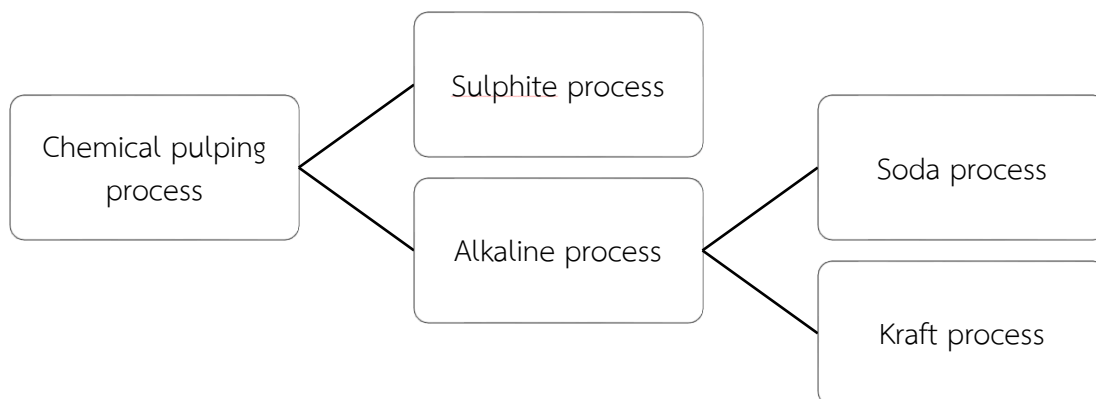 Chemical pulping
process
Sulphite process
Alkaline process
Soda process
Kraft process